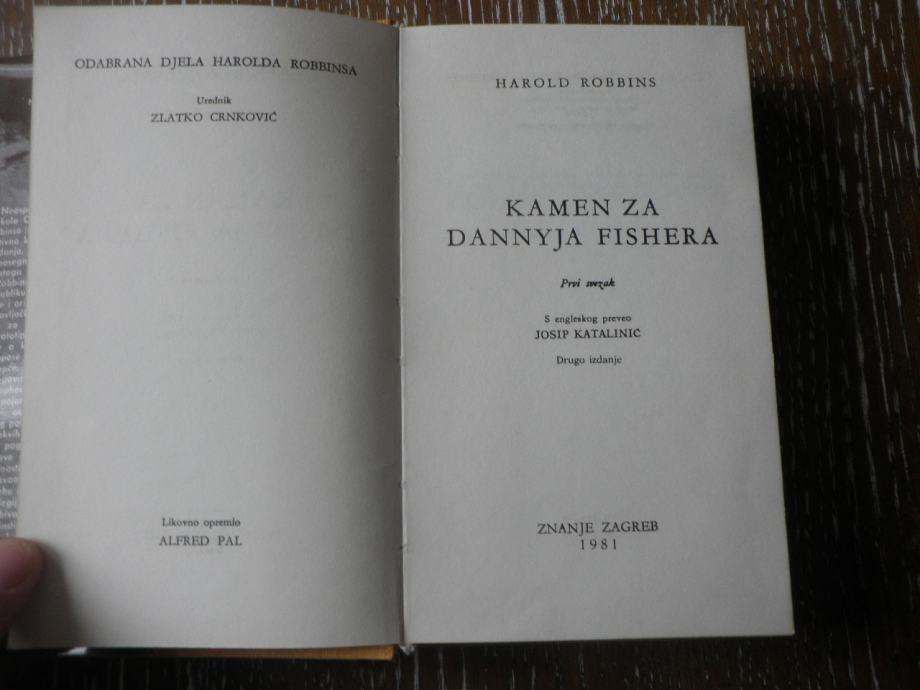 ODABRANA DJELA HAROLDA ROBBINSA
Urednik
ZLATKO CRNKOVIĆ
Likovno opremio
ALFRED PAL
HAROLD ROBBINS
KAMEN ZA
DANNYJA FISHERA
Prvi svezak
S engleskog preveo
JOSIP KATALINIĆ
Drugo izdanje
ZNANJE ZAGREB
1981